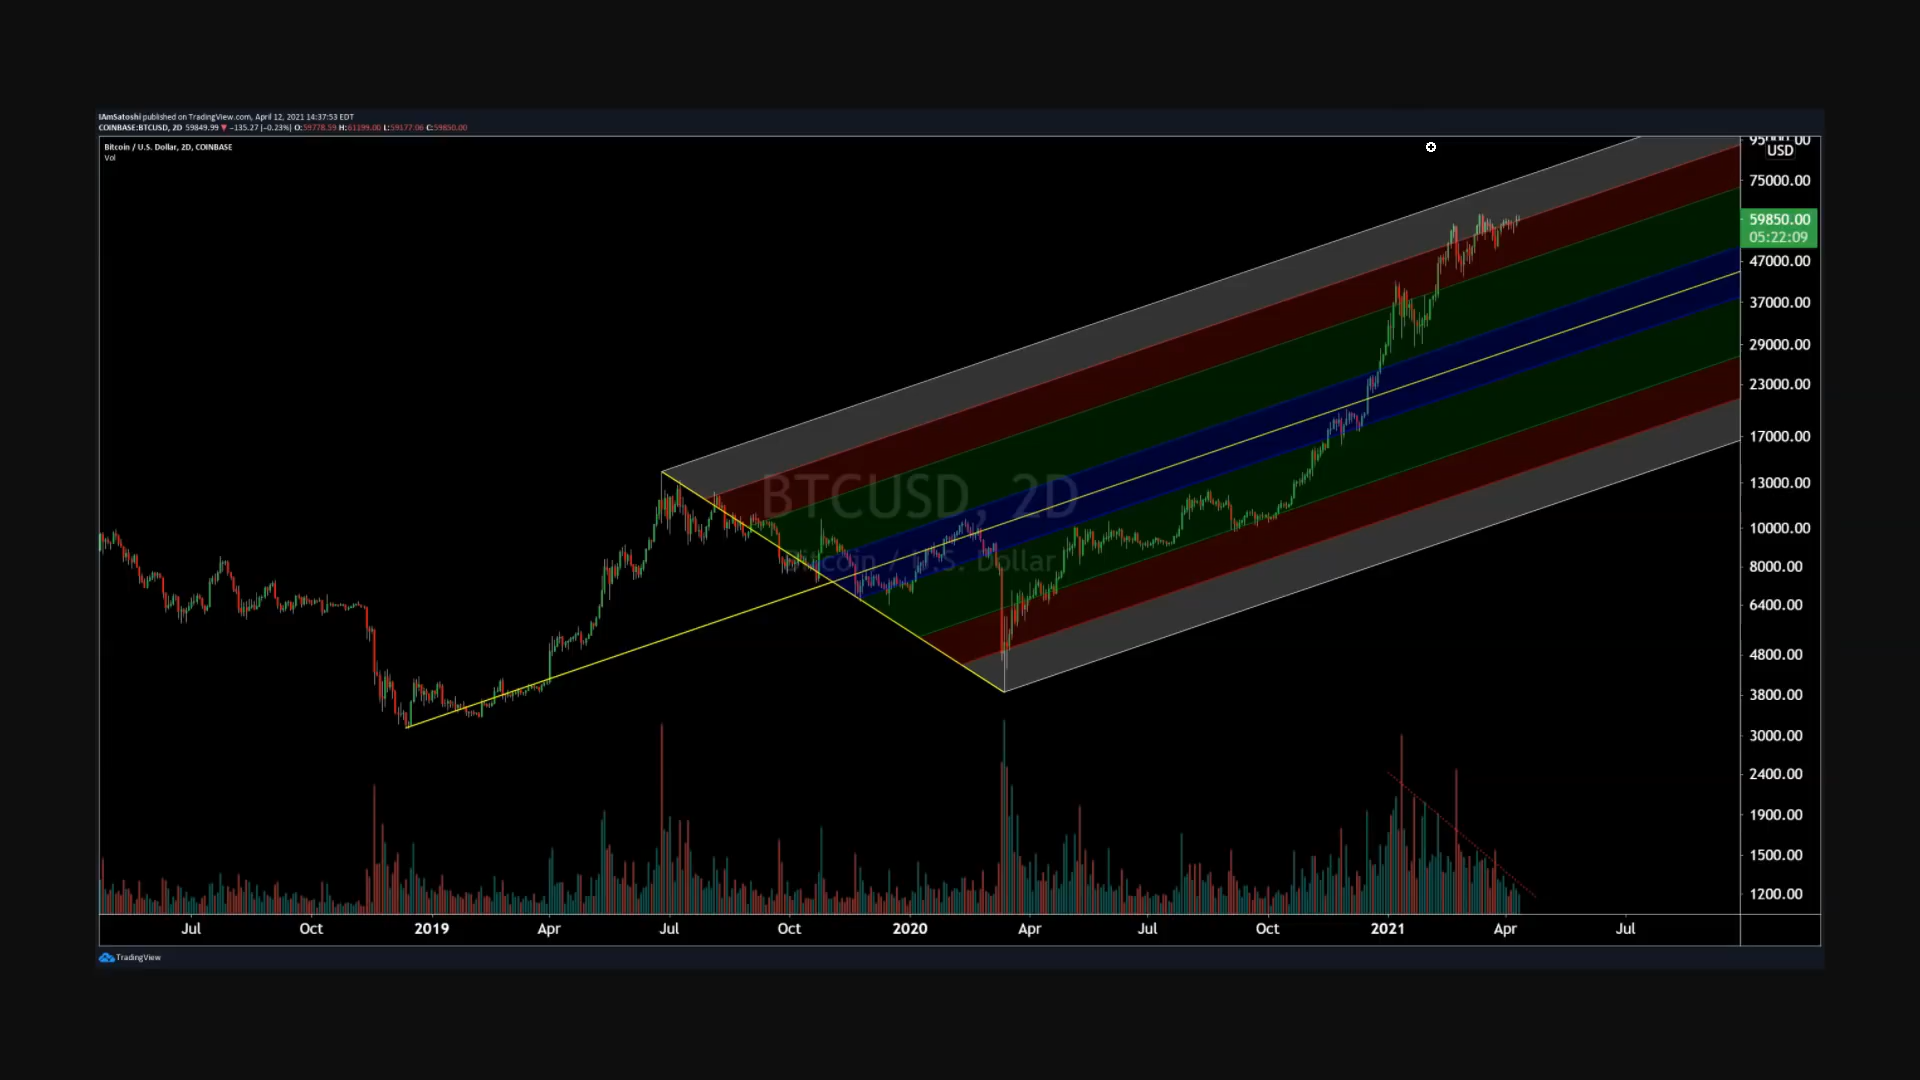 IAmSatoshi published on TradingView.com, April 12, 2021 14:37:53 EDT
COINBASE:BTCUSD, 2D 59849.99 ▼ −135.27 (−0.23%) O:59778.59 H:61199.00 L:59177.06 C:59850.00
Bitcoin / U.S. Dollar, 2D, COINBASE
Vol
BTCUSD, 2D
Bitcoin / U.S. Dollar
USD
75000.00
59850.00
05:22:09
47000.00
37000.00
29000.00
23000.00
17000.00
13000.00
10000.00
8000.00
6400.00
4800.00
3800.00
3000.00
2400.00
1900.00
1500.00
1200.00
Jul Oct 2019 Apr Jul Oct 2020 Apr Jul Oct 2021 Apr Jul
TradingView